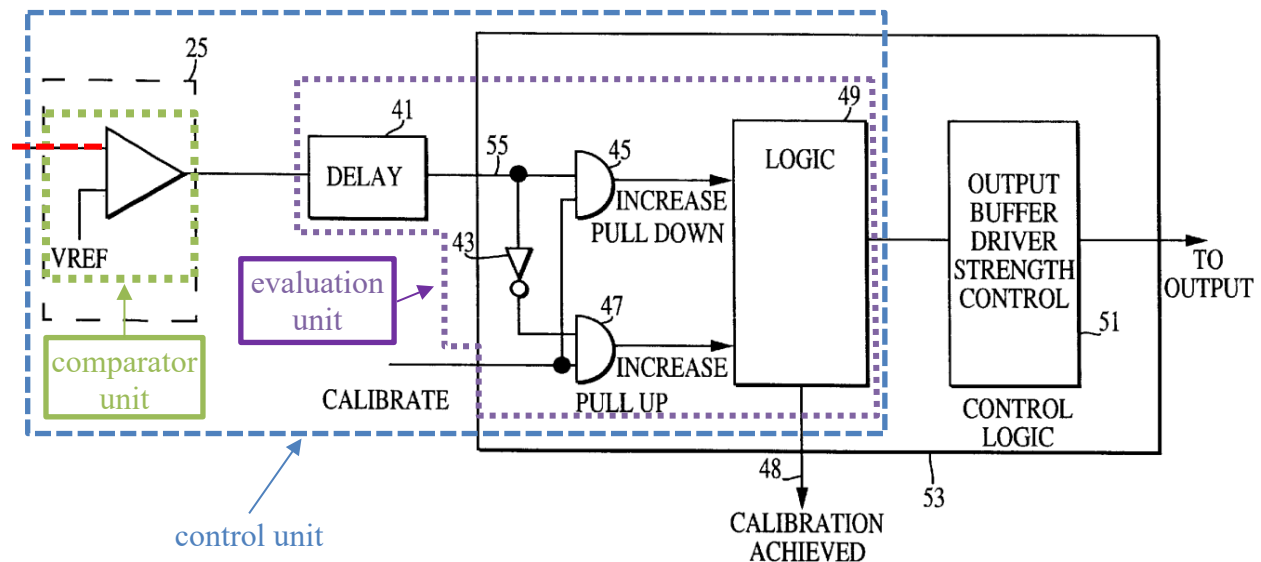 25
41
49
DELAY
55
45
LOGIC
INCREASE
PULL DOWN
VREF
43
OUTPUT
BUFFER
DRIVER
STRENGTH
CONTROL
TO
OUTPUT
evaluation
unit
comparator
unit
47
51
INCREASE
CALIBRATE
PULL UP
CONTROL
LOGIC
48
53
control unit
CALIBRATION
ACHIEVED